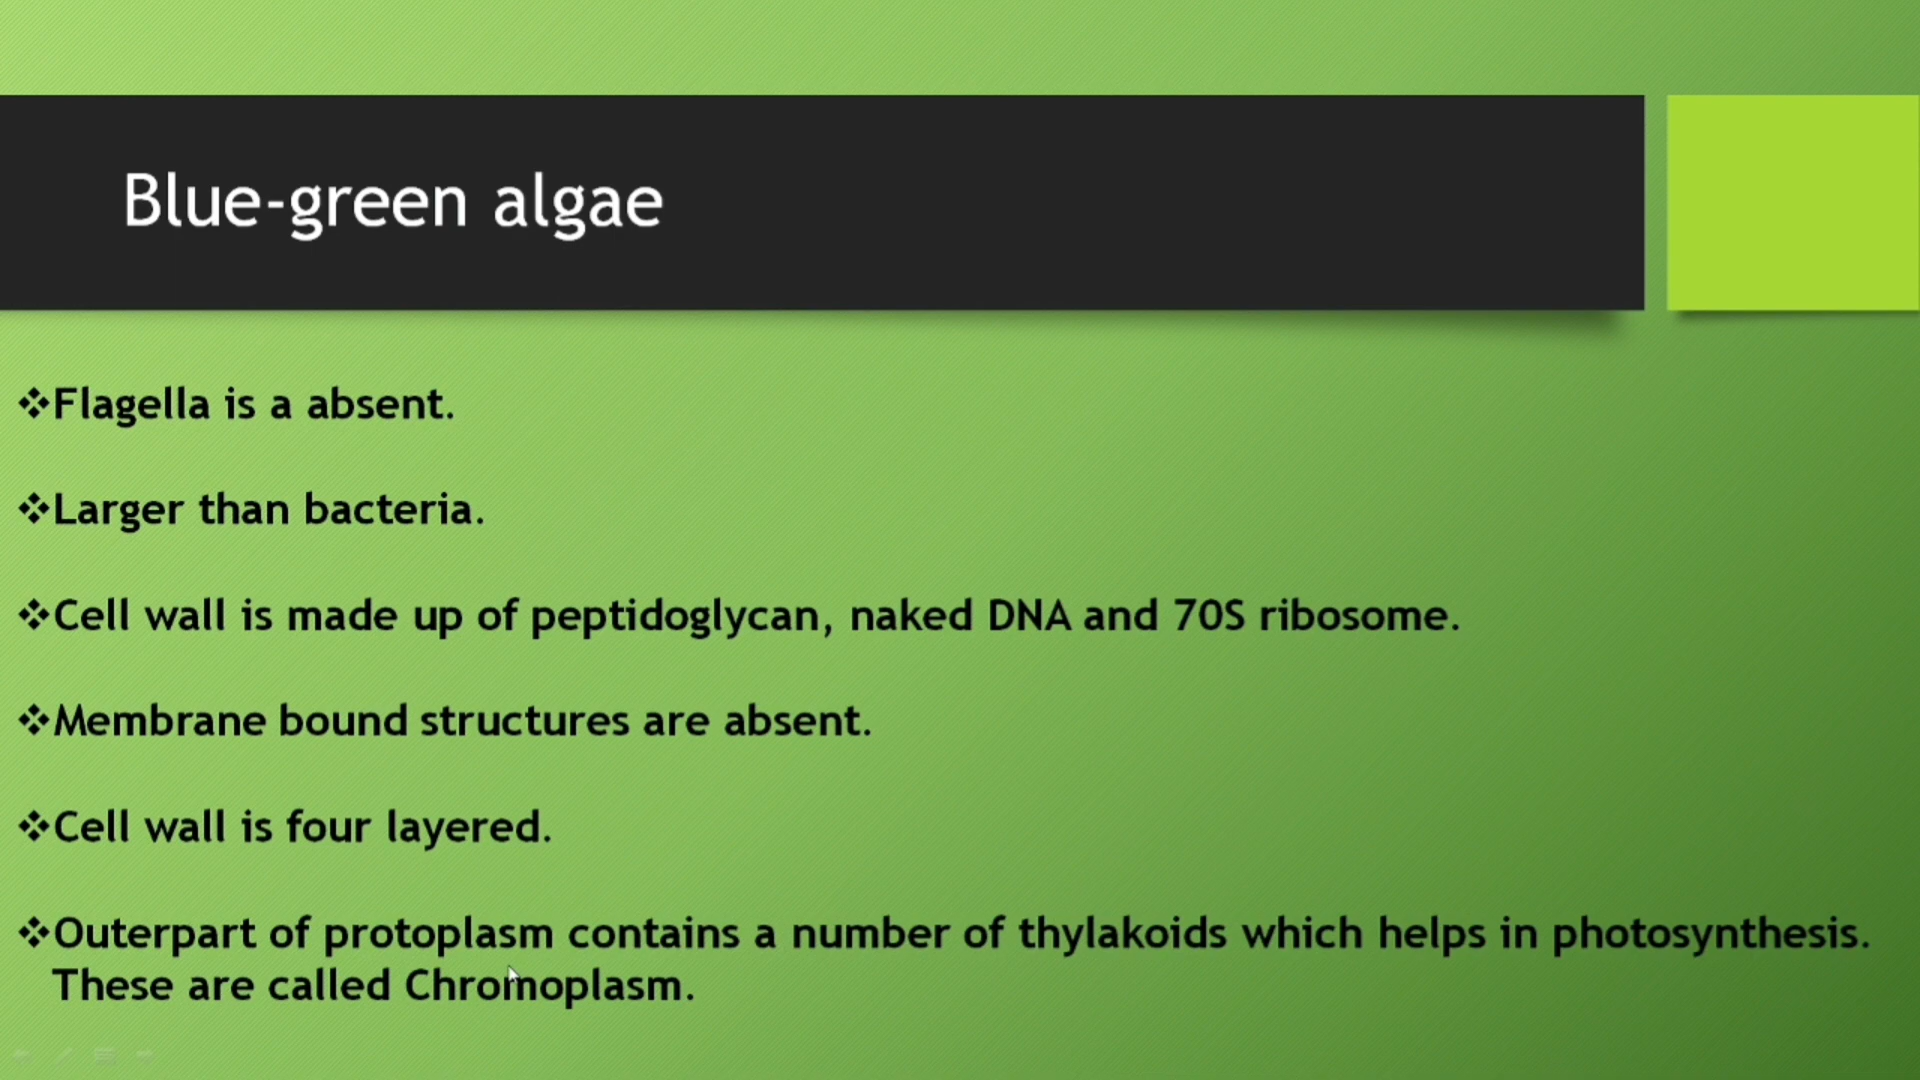 Blue-green algae
❖Flagella is a absent.
❖Larger than bacteria.
❖Cell wall is made up of peptidoglycan, naked DNA and 70S ribosome.
❖Membrane bound structures are absent.
❖Cell wall is four layered.
❖Outerpart of protoplasm contains a number of thylakoids which helps in photosynthesis.
These are called Chromoplasm.